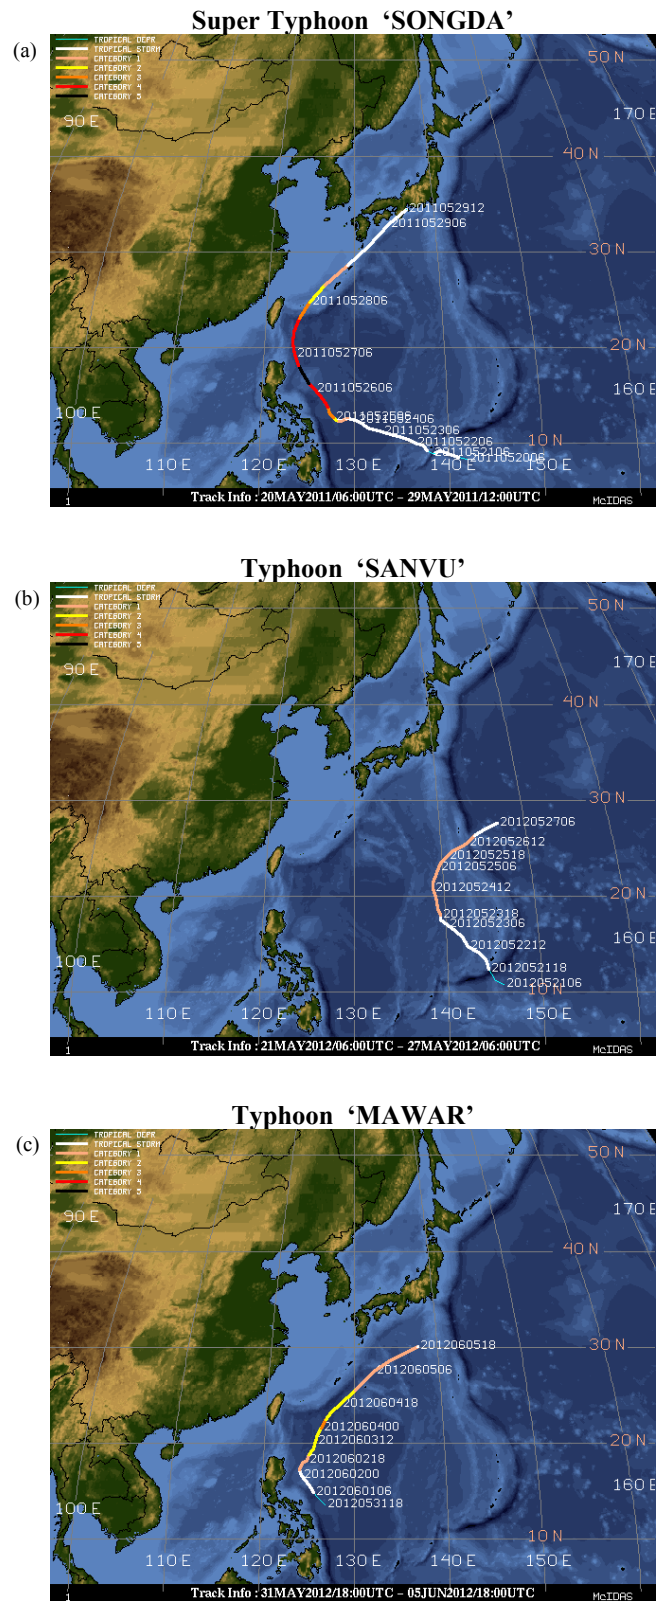 Super Typhoon ‘SONGDA’
(a)
TROPICAL DEPR
TROPICAL STORM
CATEGORY 1
CATEGORY 2
CATEGORY 3
CATEGORY 4
CATEGORY 5
50 N
90 E
170 E
40 N
2011052912
2011052906
30 N
2011052806
2011052706
20 N
2011052606
160 E
100 E
2011052406
2011052306
2011052206
10 N
2011052106
2011052006
110 E
120 E
130 E
140 E
150 E
1
Track Info : 20MAY2011/06:00UTC – 29MAY2011/12:00UTC
McIDAS
Typhoon ‘SANVU’
(b)
TROPICAL DEPR
TROPICAL STORM
CATEGORY 1
CATEGORY 2
CATEGORY 3
CATEGORY 4
CATEGORY 5
50 N
90 E
170 E
40 N
30 N
2012052706
2012052612
2012052518
2012052506
2012052412
20 N
2012052318
2012052306
2012052212
160 E
100 E
2012052118
2012052106
10 N
110 E
120 E
130 E
140 E
150 E
1
Track Info : 21MAY2012/06:00UTC – 27MAY2012/06:00UTC
McIDAS
Typhoon ‘MAWAR’
(c)
TROPICAL DEPR
TROPICAL STORM
CATEGORY 1
CATEGORY 2
CATEGORY 3
CATEGORY 4
CATEGORY 5
50 N
90 E
170 E
40 N
2012060518
30 N
2012060506
2012060418
2012060400
2012060312
20 N
2012060218
2012060200
2012060106
160 E
100 E
2012053118
10 N
110 E
120 E
130 E
140 E
150 E
1
Track Info : 31MAY2012/18:00UTC – 05JUN2012/18:00UTC
McIDAS